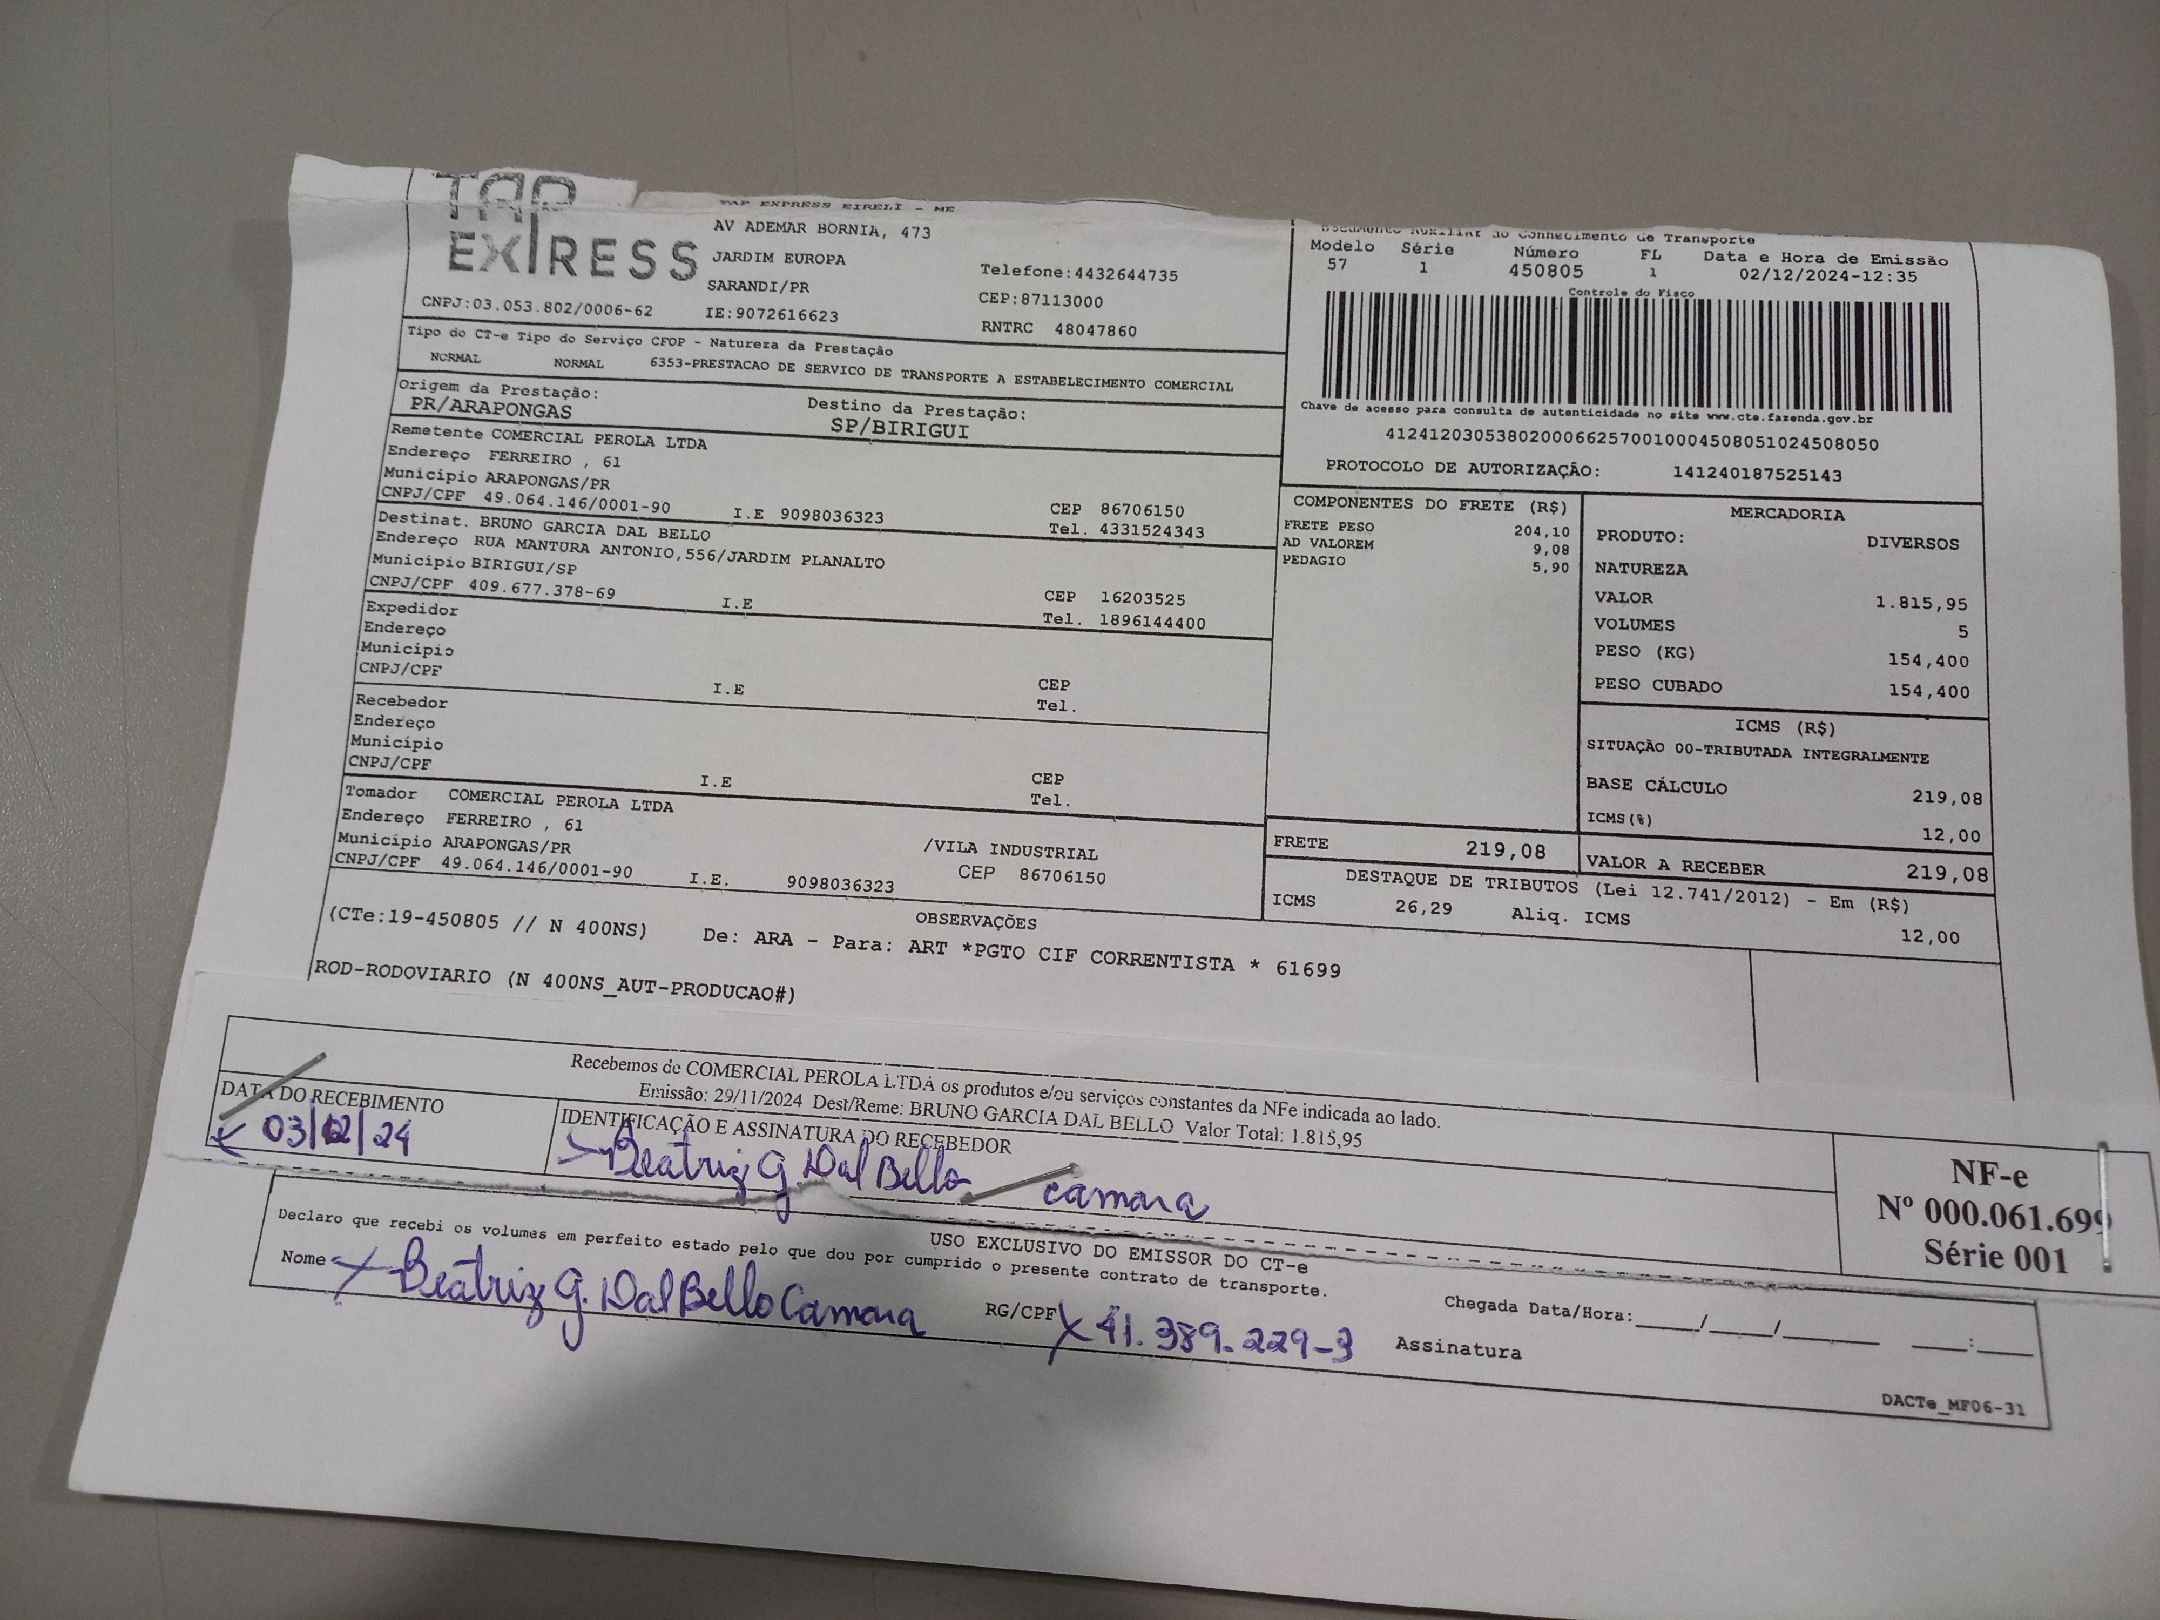 TAP
EXPRESS
TAP EXPRESS EIRELI - ME
AV ADEMAR BORNIA, 473
JARDIM EUROPA
Telefone:4432644735
SARANDI/PR
CEP:87113000
CNPJ:03.053.802/0006-62 IE:9072616623
RNTRC 48047860
Documento Auxiliar do Conhecimento de Transporte
Modelo Série Número FL Data e Hora de Emissão
57 1 450805 1 02/12/2024-12:35
Controle do Fisco
Chave de acesso para consulta de autenticidade no site www.cte.fazenda.gov.br
41241203053802000662570010004508051024508050
PROTOCOLO DE AUTORIZAÇÃO: 141240187525143
Tipo do CT-e Tipo do Serviço CFOP - Natureza da Prestação
NORMAL NORMAL 6353-PRESTACAO DE SERVICO DE TRANSPORTE A ESTABELECIMENTO COMERCIAL
Origem da Prestação: Destino da Prestação:
PR/ARAPONGAS SP/BIRIGUI
Remetente COMERCIAL PEROLA LTDA
Endereço FERREIRO , 61
Município ARAPONGAS/PR CEP 86706150
CNPJ/CPF 49.064.146/0001-90 I.E 9098036323 Tel. 4331524343
Destinat. BRUNO GARCIA DAL BELLO
Endereço RUA MANTURA ANTONIO,556/JARDIM PLANALTO
Município BIRIGUI/SP CEP 16203525
CNPJ/CPF 409.677.378-69 I.E Tel. 1896144400
Expedidor
Endereço
Município CEP
CNPJ/CPF I.E Tel.
Recebedor
Endereço
Município CEP
CNPJ/CPF I.E Tel.
Tomador COMERCIAL PEROLA LTDA
Endereço FERREIRO , 61 /VILA INDUSTRIAL
Município ARAPONGAS/PR CEP 86706150
CNPJ/CPF 49.064.146/0001-90 I.E. 9098036323
COMPONENTES DO FRETE (R$)
FRETE PESO 204,10
AD VALOREM 9,08
PEDAGIO 5,90
FRETE 219,08
MERCADORIA
PRODUTO: DIVERSOS
NATUREZA
VALOR 1.815,95
VOLUMES 5
PESO (KG) 154,400
PESO CUBADO 154,400
ICMS (R$)
SITUAÇÃO 00-TRIBUTADA INTEGRALMENTE
BASE CÁLCULO 219,08
ICMS(%) 12,00
VALOR A RECEBER 219,08
DESTAQUE DE TRIBUTOS (Lei 12.741/2012) - Em (R$)
ICMS 26,29 Aliq. ICMS 12,00
OBSERVAÇÕES
(CTe:19-450805 // N 400NS) De: ARA - Para: ART *PGTO CIF CORRENTISTA * 61699
ROD-RODOVIARIO (N 400NS_AUT-PRODUCAO#)
Recebemos de COMERCIAL PEROLA LTDA os produtos e/ou serviços constantes da NFe indicada ao lado.
Emissão: 29/11/2024 Dest/Reme: BRUNO GARCIA DAL BELLO Valor Total: 1.815,95
DATA DO RECEBIMENTO IDENTIFICAÇÃO E ASSINATURA DO RECEBEDOR
03/12/24 Beatriz G. Dal Bello Camara
NF-e
Nº 000.061.699
Série 001
USO EXCLUSIVO DO EMISSOR DO CT-e
Declaro que recebi os volumes em perfeito estado pelo que dou por cumprido o presente contrato de transporte.
Nome Beatriz G. Dal Bello Camara RG/CPF 41.389.229-3 Chegada Data/Hora:____/____/______ ___:___
Assinatura
DACTe_MF06-31